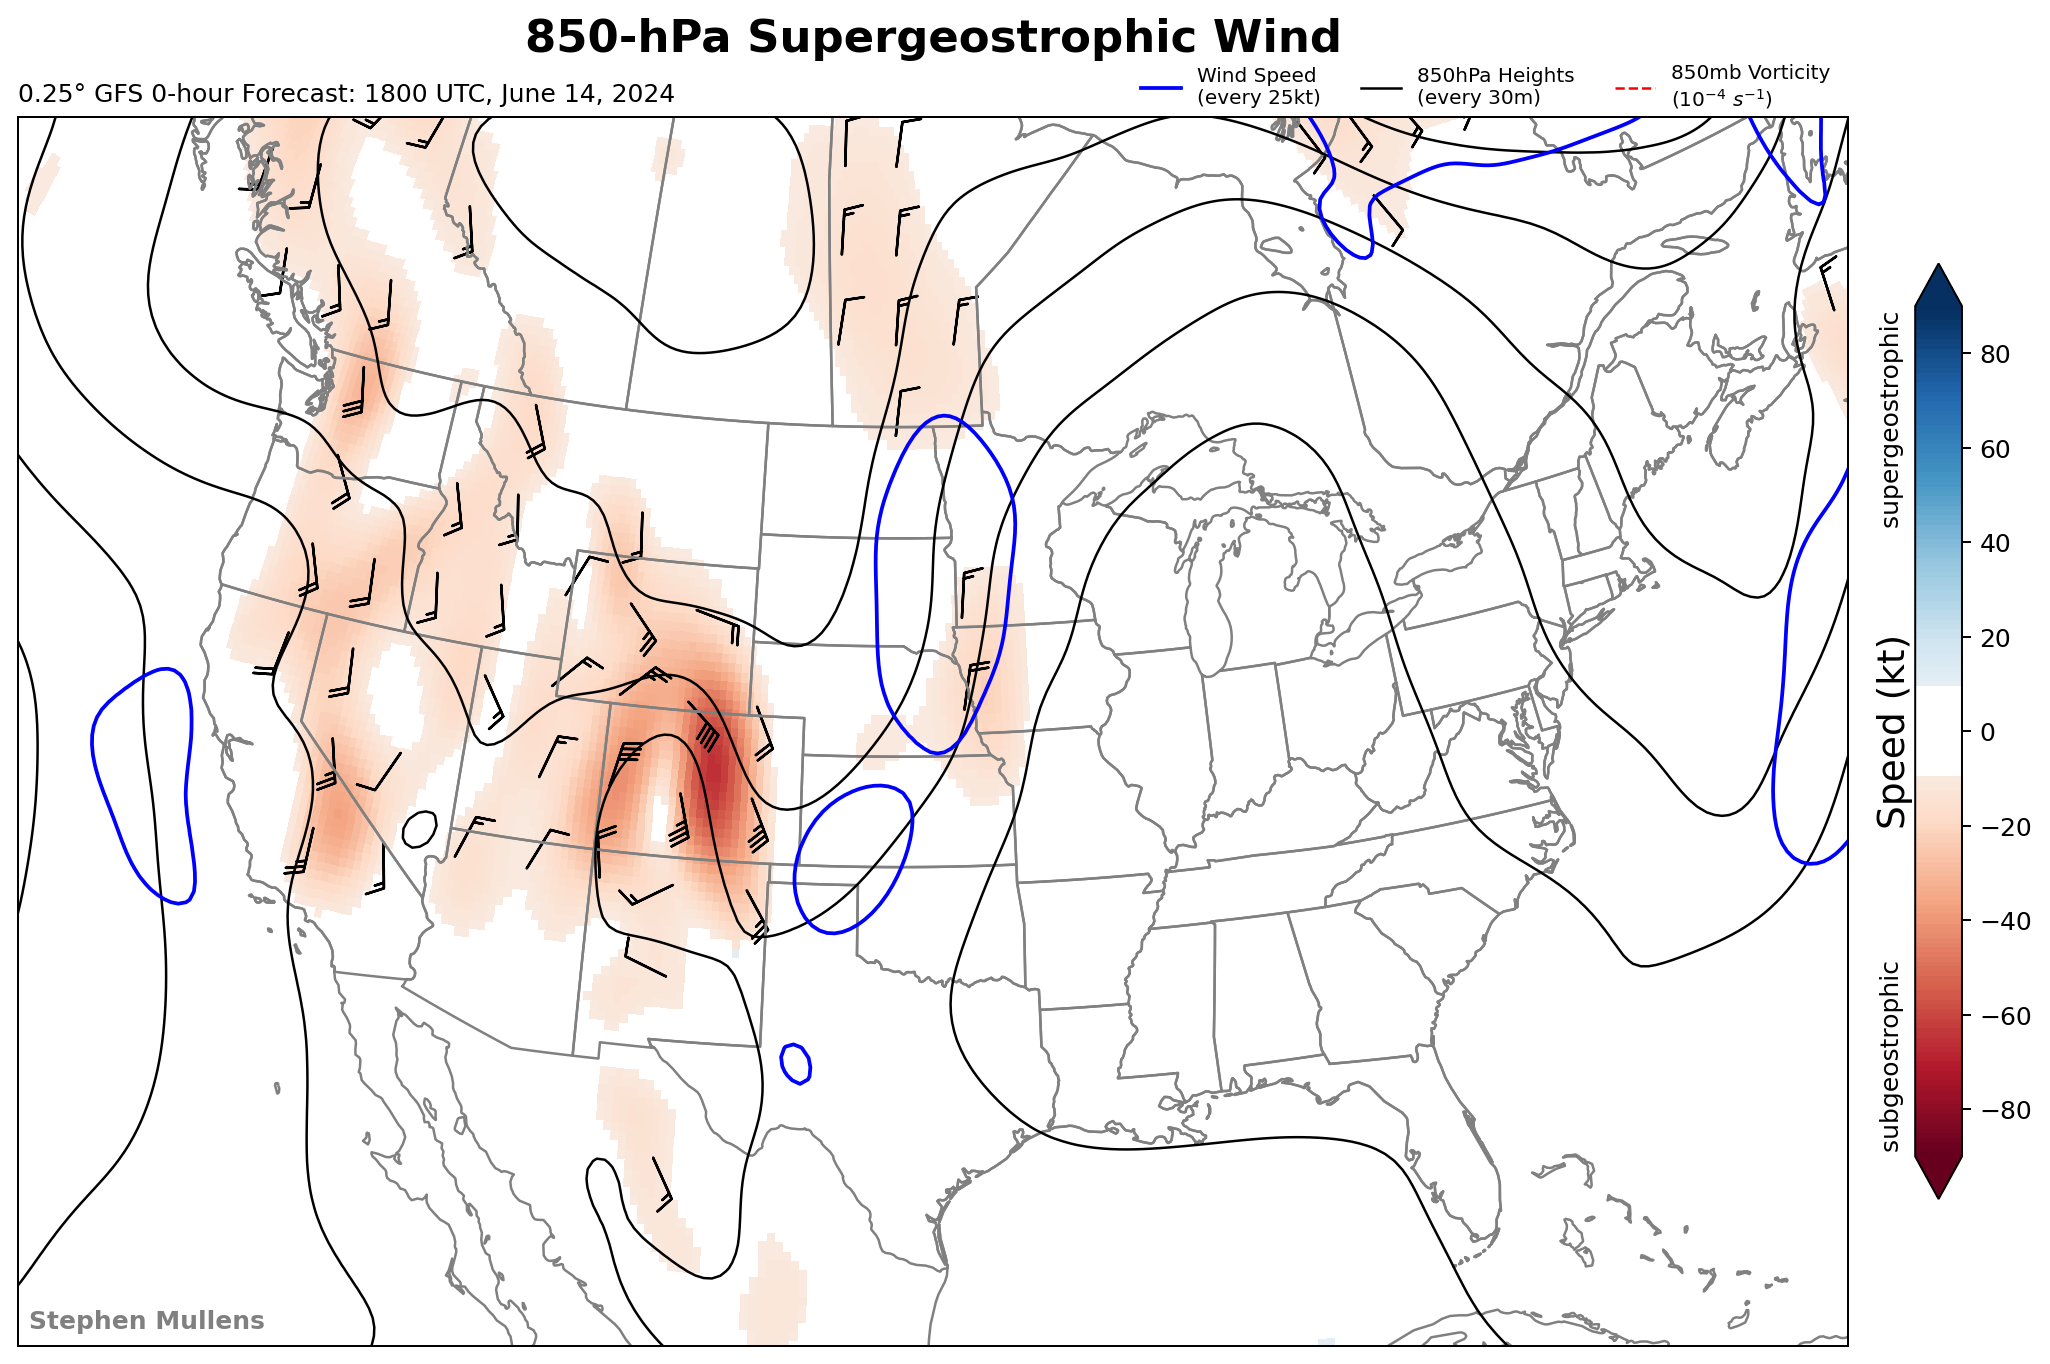 850-hPa Supergeostrophic Wind
0.25° GFS 0-hour Forecast: 1800 UTC, June 14, 2024
Wind Speed
(every 25kt)
850hPa Heights
(every 30m)
850mb Vorticity
(10⁻⁴ s⁻¹)
supergeostrophic
Speed (kt)
subgeostrophic
80
60
40
20
0
−20
−40
−60
−80
Stephen Mullens